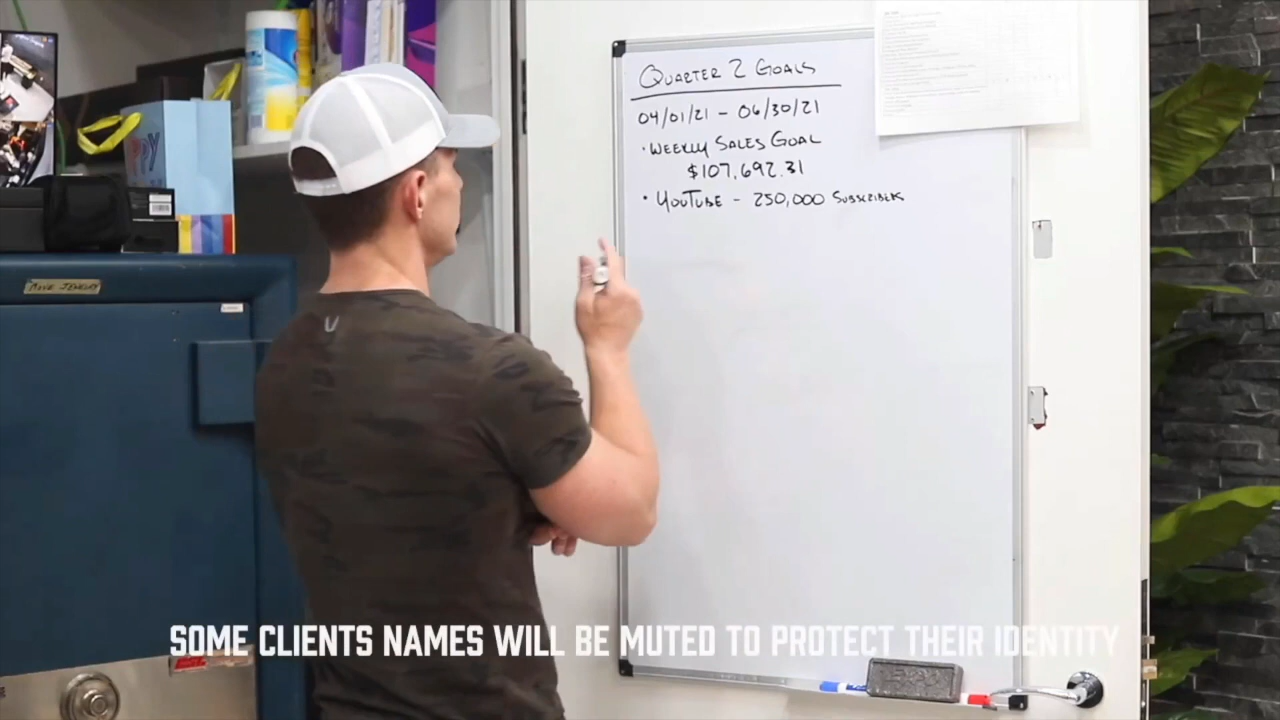 QUARTER 2 GOALS
04/01/21 - 06/30/21
• WEEKLY SALES GOAL
$107,692.31
• YOUTUBE - 250,000 SUBSCRIBERS
SOME CLIENTS NAMES WILL BE MUTED TO PROTECT THEIR IDENTITY